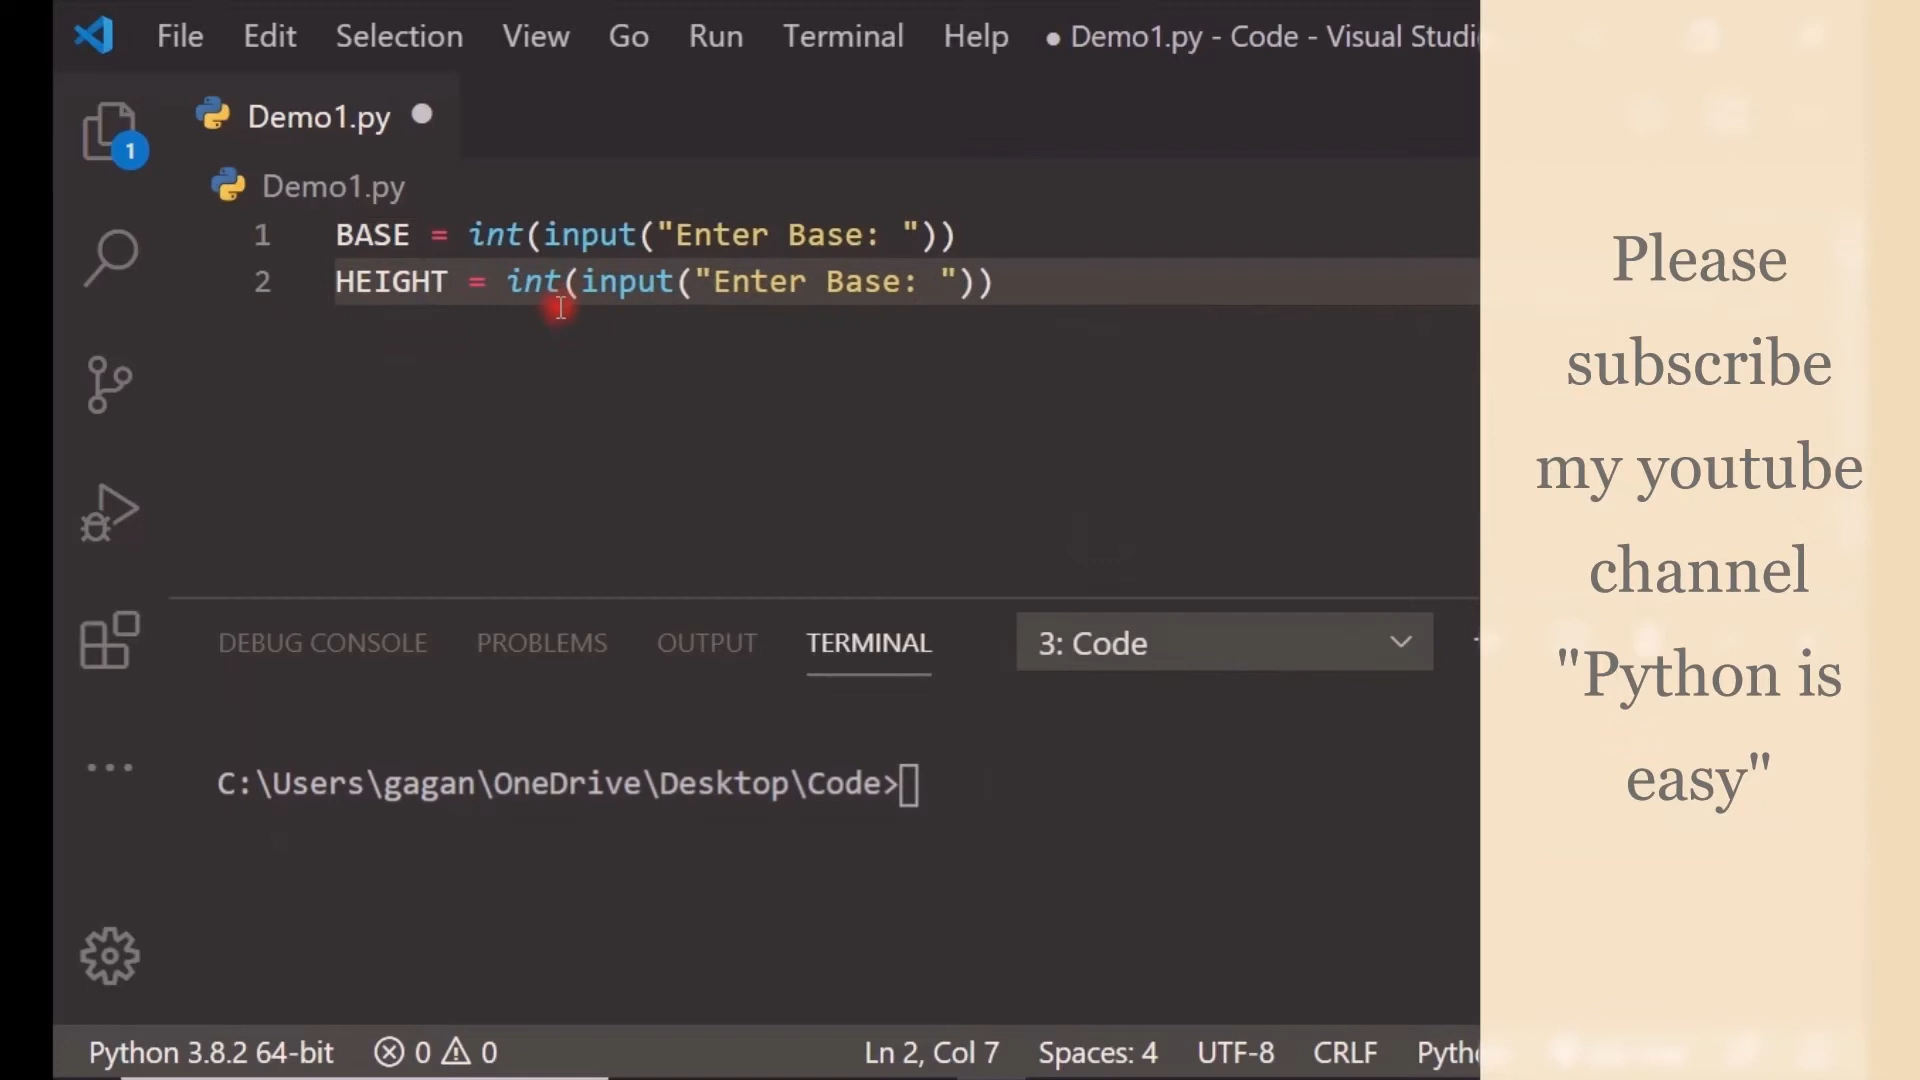 File Edit Selection View Go Run Terminal Help ● Demo1.py - Code - Visual Studi
Demo1.py ●
1
Demo1.py
1 BASE = int(input("Enter Base: "))
2 HEIGHT = int(input("Enter Base: "))
DEBUG CONSOLE PROBLEMS OUTPUT TERMINAL 3: Code
C:\Users\gagan\OneDrive\Desktop\Code>
Python 3.8.2 64-bit 0 0 Ln 2, Col 7 Spaces: 4 UTF-8 CRLF Pytho
Please
subscribe
my youtube
channel
"Python is
easy"